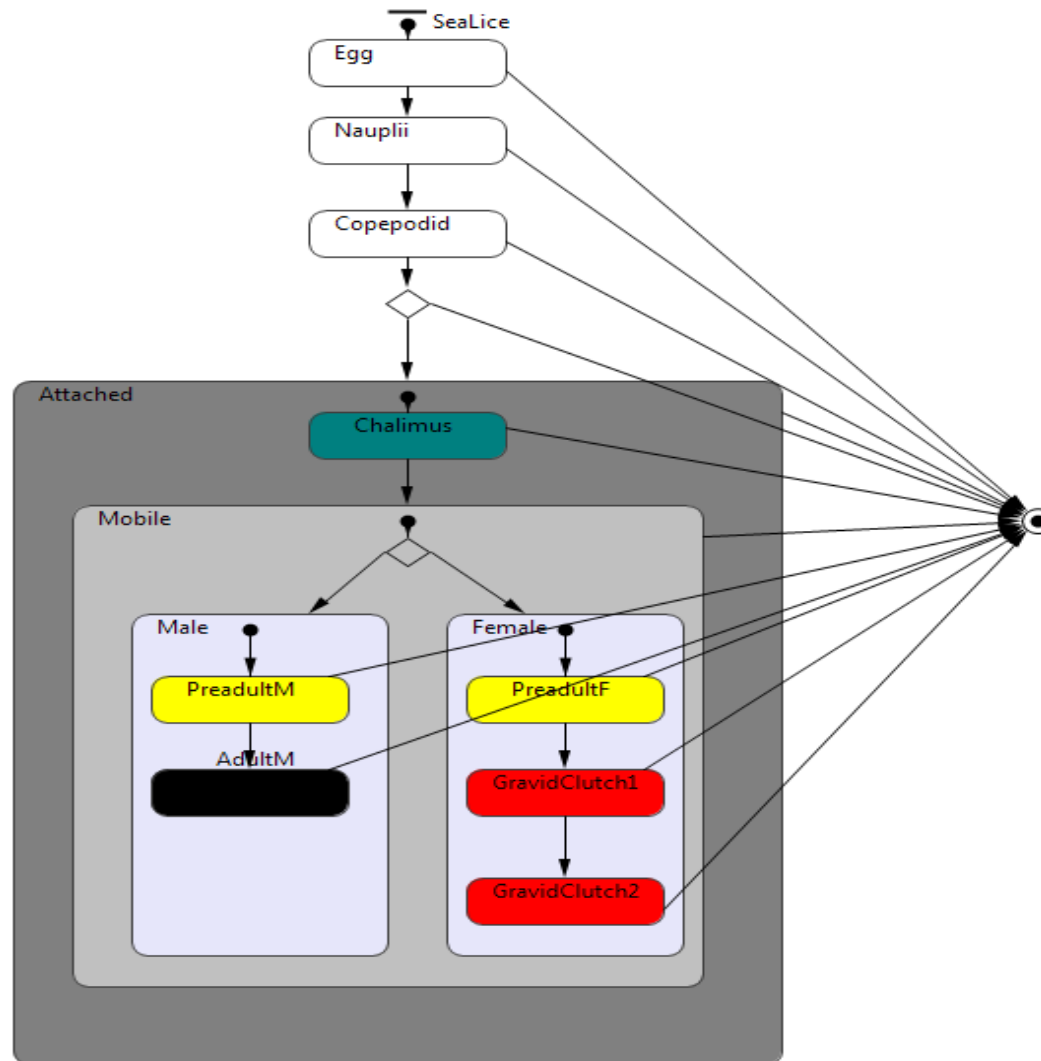 SeaLice
Egg
Nauplii
Copepodid
Attached
Chalimus
Mobile
Male
Female
PreadultM
PreadultF
AdultM
GravidClutch1
GravidClutch2